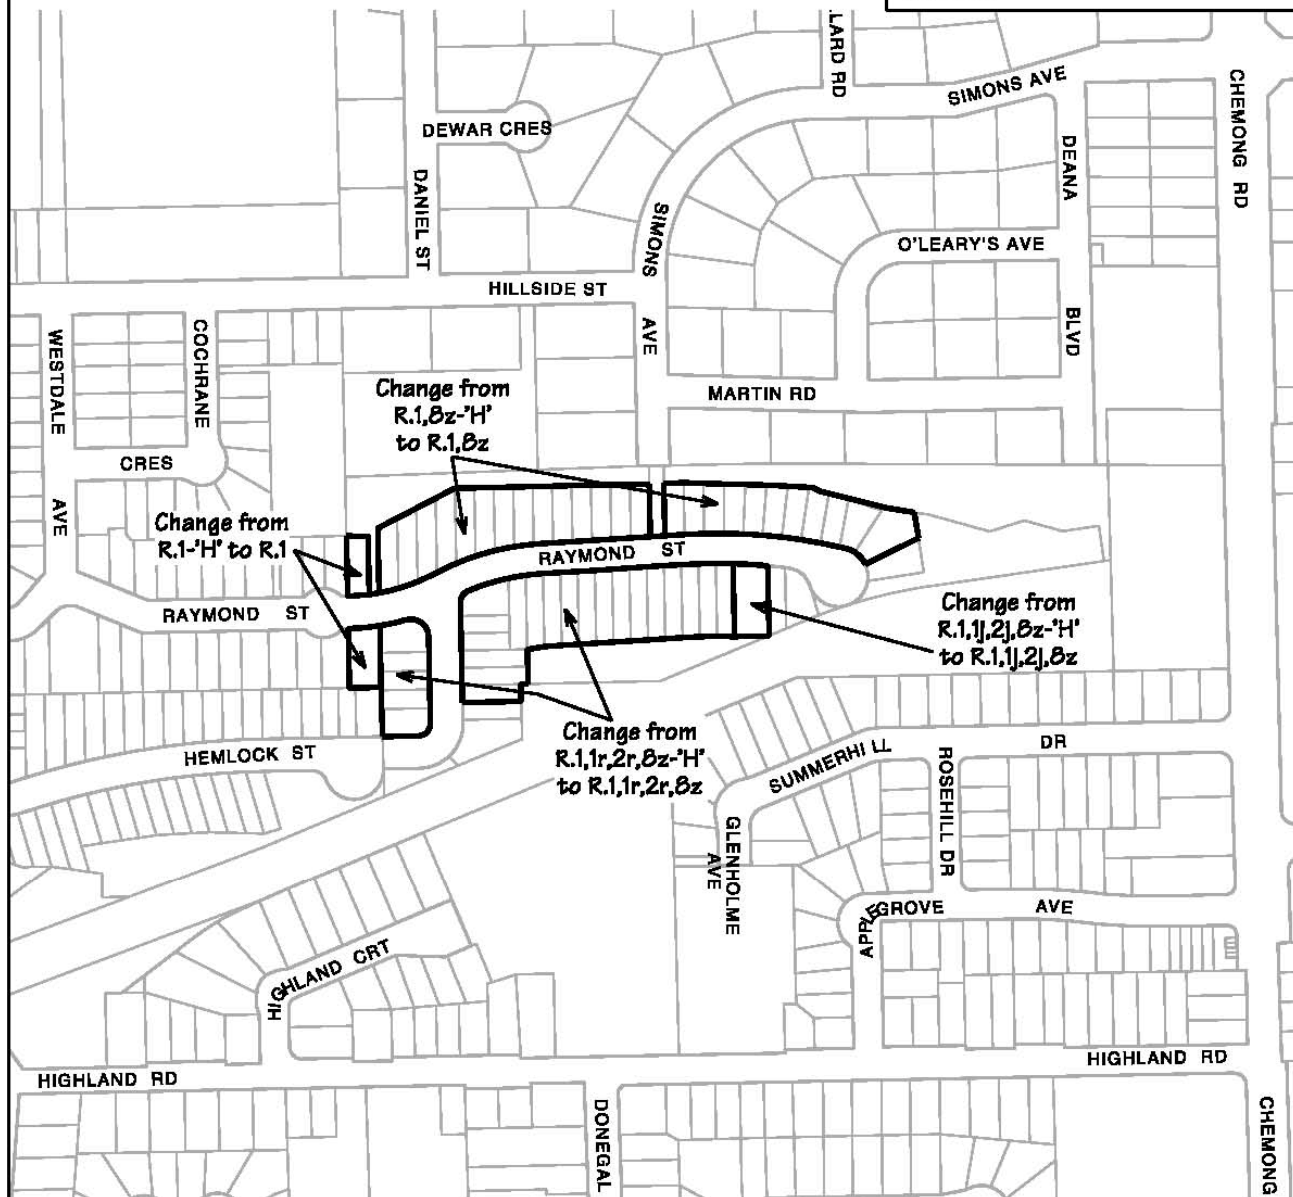 LARD RD
SIMONS AVE
CHEMONG RD
DEWAR CRES
DEANA
DANIEL ST
SIMONS
O'LEARY'S AVE
HILLSIDE ST
WESTDALE
COCHRANE
AVE
BLVD
Change from
R.1,8z-'H'
to R.1,8z
MARTIN RD
CRES
AVE
Change from
R.1-'H' to R.1
RAYMOND ST
RAYMOND ST
Change from
R.1,1j,2j,8z-'H'
to R.1,1j,2j,8z
Change from
R.1,1r,2r,8z-'H'
to R.1,1r,2r,8z
HEMLOCK ST
SUMMERHILL
DR
ROSEHILL DR
GLENHOLME
AVE
APPLEGROVE AVE
HIGHLAND CRT
HIGHLAND RD
HIGHLAND RD
DONEGAL
CHEMONG